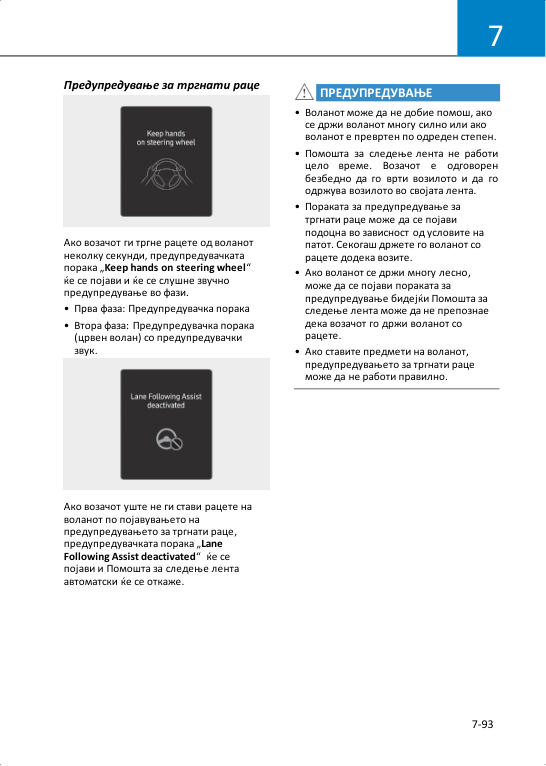 7
Предупредување за тргнати раце
Keep hands
on steering wheel
Ако возачот ги тргне рацете од воланот
неколку секунди, предупредувачката
порака „Keep hands on steering wheel“
ќе се појави и ќе се слушне звучно
предупредување во фази.
• Прва фаза: Предупредувачка порака
• Втора фаза: Предупредувачка порака
(црвен волан) со предупредувачки
звук.
Lane Following Assist
deactivated
Ако возачот уште не ги стави рацете на
воланот по појавувањето на
предупредувањето за тргнати раце,
предупредувачката порака „Lane
Following Assist deactivated“ ќе се
појави и Помошта за следење лента
автоматски ќе се откаже.
ПРЕДУПРЕДУВАЊЕ
• Воланот може да не добие помош, ако
се држи воланот многу силно или ако
воланот е превртен по одреден степен.
• Помошта за следење лента не работи
цело време. Возачот е одговорен
безбедно да го врти возилото и да го
одржува возилото во својата лента.
• Пораката за предупредување за
тргнати раце може да се појави
подоцна во зависност од условите на
патот. Секогаш држете го воланот со
рацете додека возите.
• Ако воланот се држи многу лесно,
може да се појави пораката за
предупредување бидејќи Помошта за
следење лента може да не препознае
дека возачот го држи воланот со
рацете.
• Ако ставите предмети на воланот,
предупредувањето за тргнати раце
може да не работи правилно.
7-93